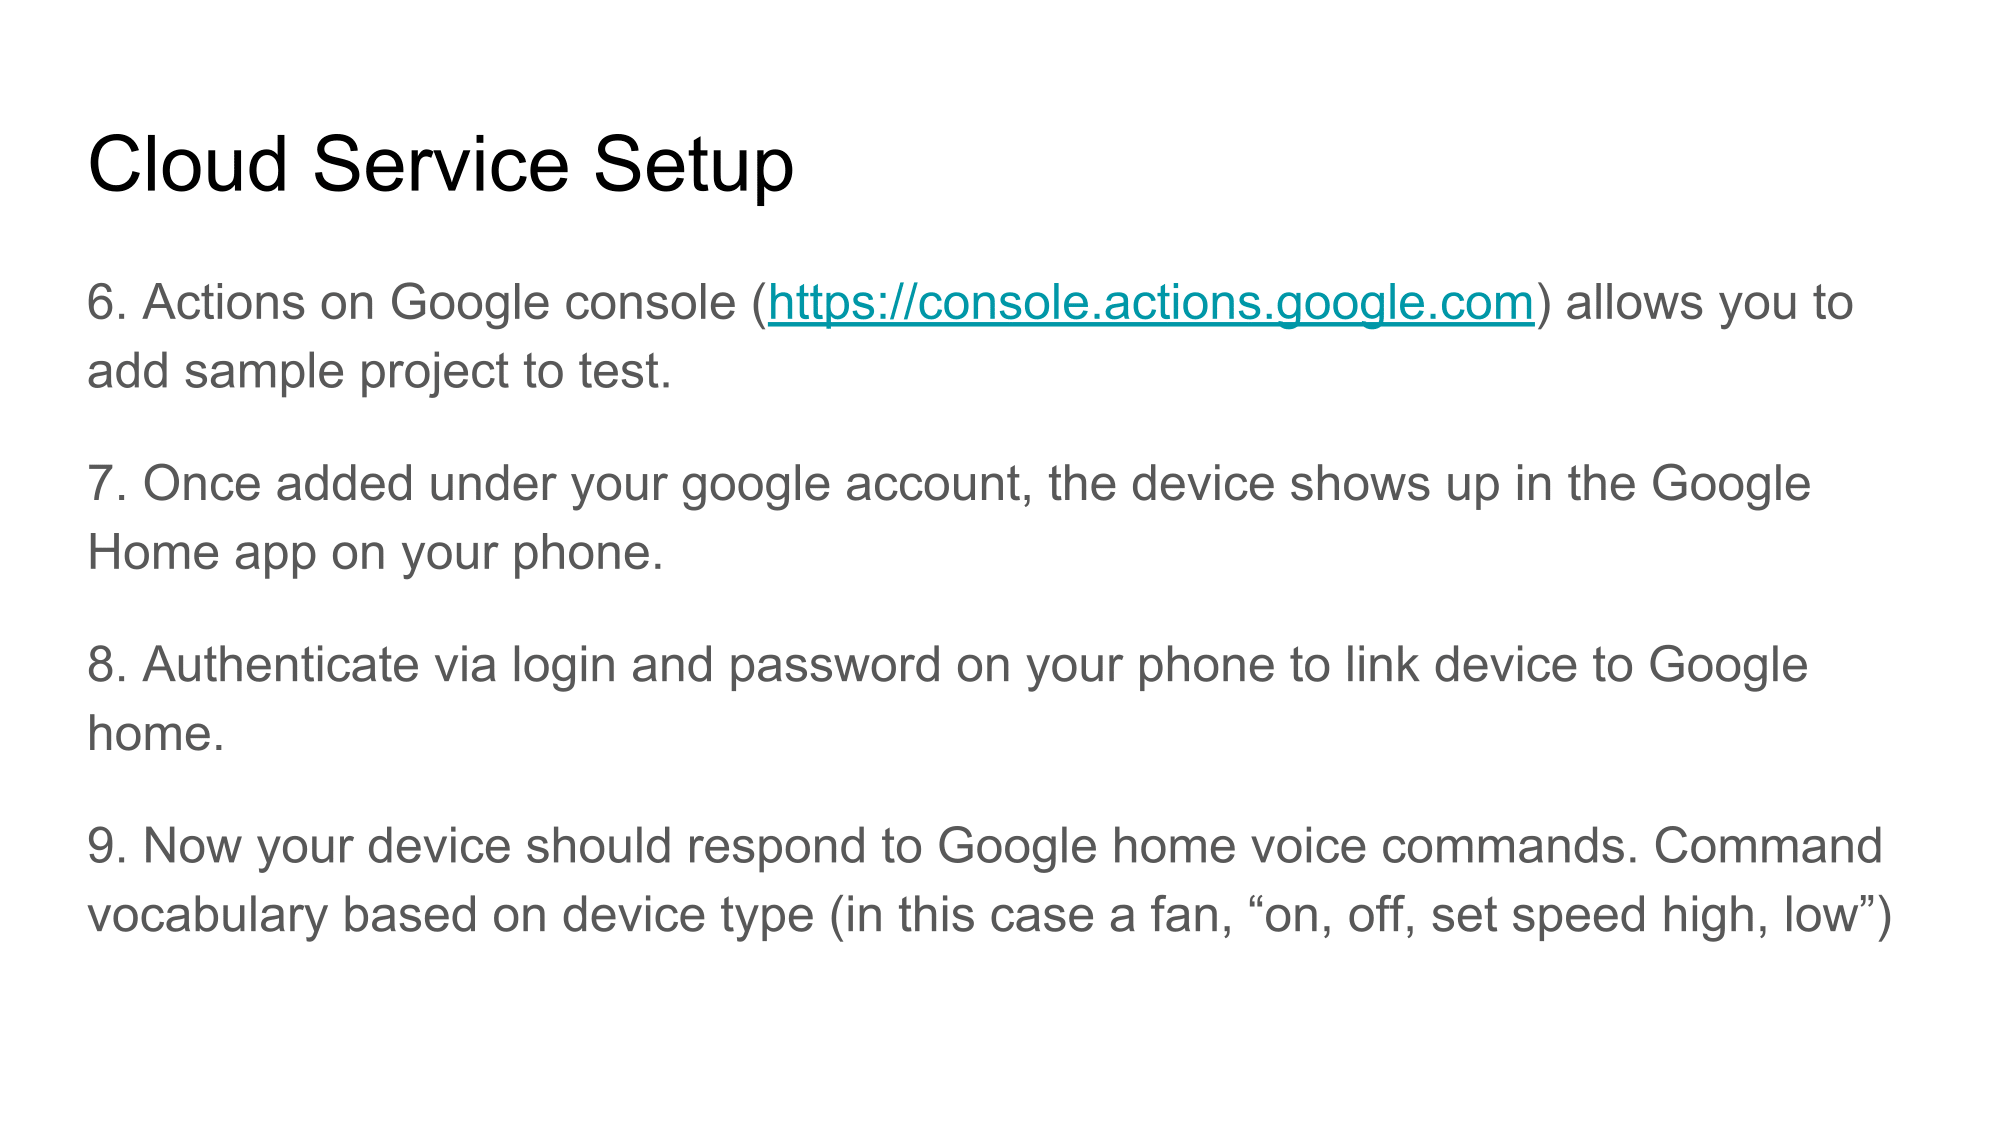 Cloud Service Setup
6. Actions on Google console (https://console.actions.google.com) allows you to
add sample project to test.
7. Once added under your google account, the device shows up in the Google
Home app on your phone.
8. Authenticate via login and password on your phone to link device to Google
home.
9. Now your device should respond to Google home voice commands. Command
vocabulary based on device type (in this case a fan, “on, off, set speed high, low”)